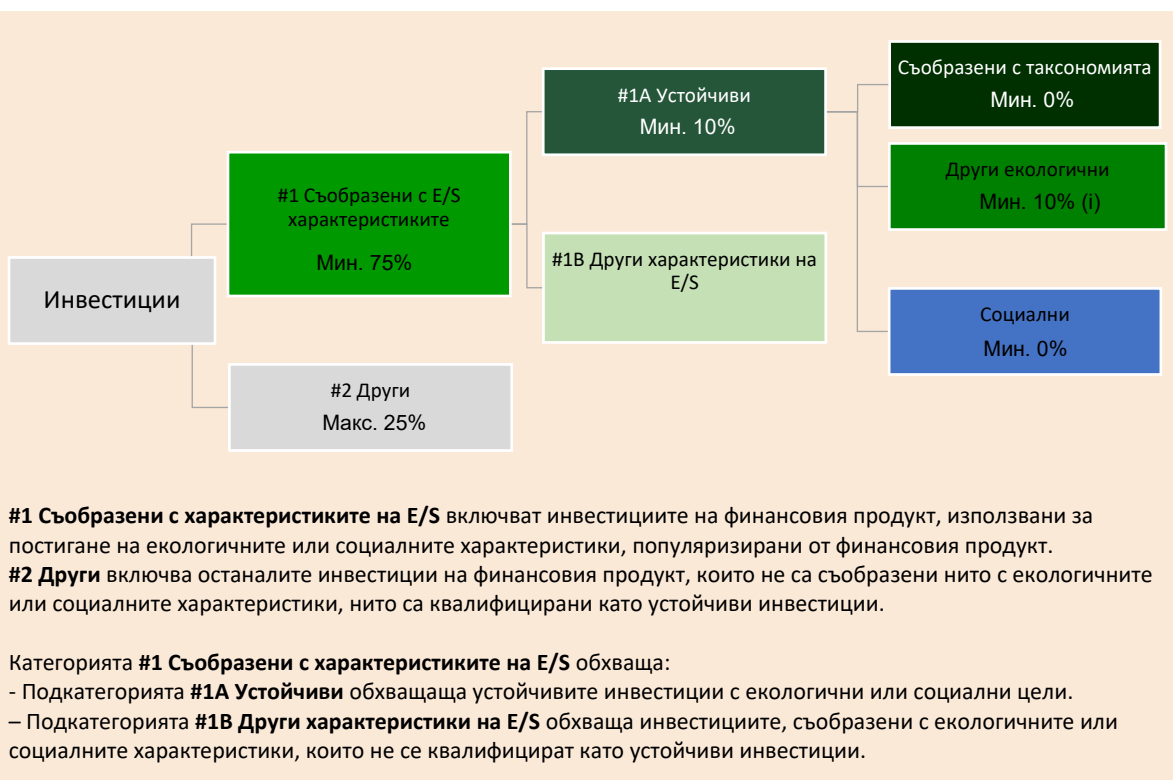 Инвестиции
#1 Съобразени с E/S
характеристиките
Мин. 75%
#2 Други
Макс. 25%
#1A Устойчиви
Мин. 10%
#1B Други характеристики на
E/S
Съобразени с таксономията
Мин. 0%
Други екологични
Мин. 10% (i)
Социални
Мин. 0%
#1 Съобразени с характеристиките на E/S включват инвестициите на финансовия продукт, използвани за
постигане на екологичните или социалните характеристики, популяризирани от финансовия продукт.
#2 Други включва останалите инвестиции на финансовия продукт, които не са съобразени нито с екологичните
или социалните характеристики, нито са квалифицирани като устойчиви инвестиции.
Категорията #1 Съобразени с характеристиките на E/S обхваща:
- Подкатегорията #1A Устойчиви обхващаща устойчивите инвестиции с екологични или социални цели.
– Подкатегорията #1B Други характеристики на E/S обхваща инвестициите, съобразени с екологичните или
социалните характеристики, които не се квалифицират като устойчиви инвестиции.